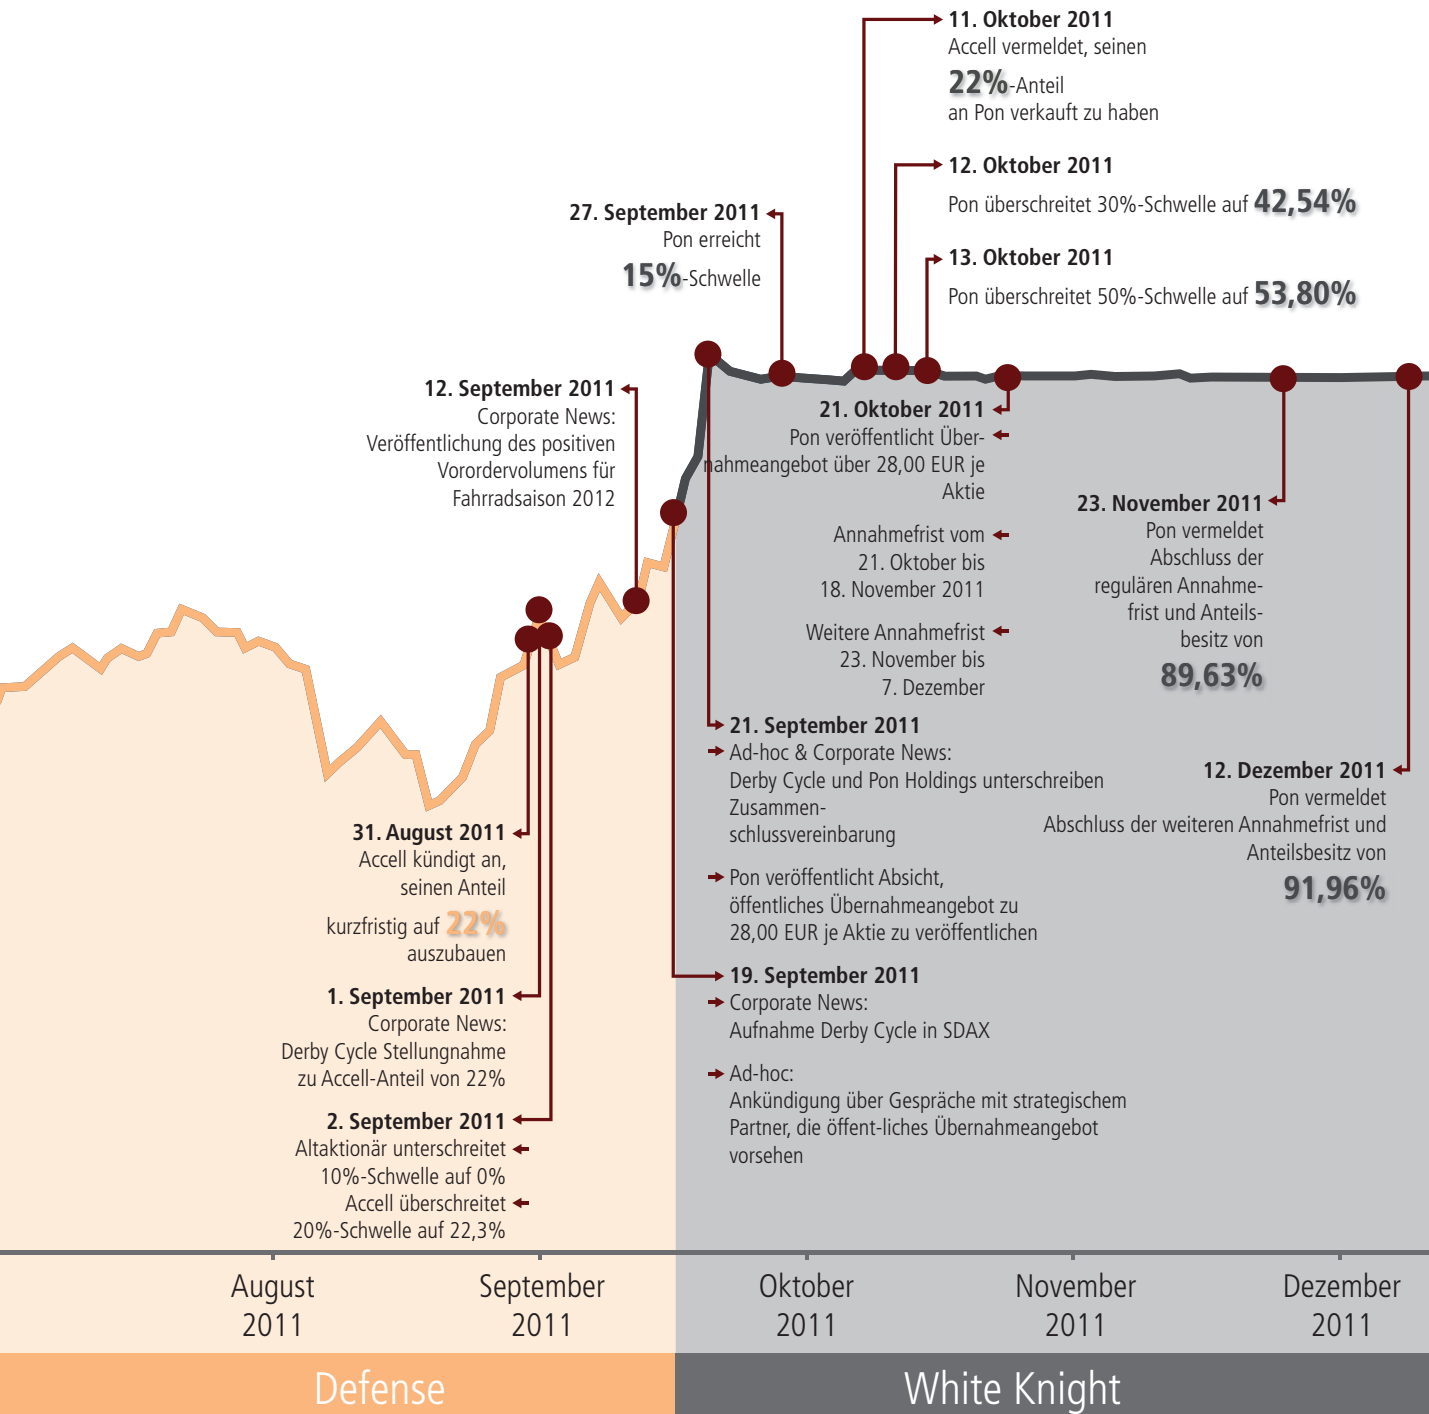 11. Oktober 2011
Accell vermeldet, seinen
22%-Anteil
an Pon verkauft zu haben
12. Oktober 2011
Pon überschreitet 30%-Schwelle auf 42,54%
27. September 2011
Pon erreicht
15%-Schwelle
13. Oktober 2011
Pon überschreitet 50%-Schwelle auf 53,80%
12. September 2011
Corporate News:
Veröffentlichung des positiven
Vorordervolumens für
Fahrradsaison 2012
21. Oktober 2011
Pon veröffentlicht Über-
nahmeangebot über 28,00 EUR je
Aktie
Annahmefrist vom
21. Oktober bis
18. November 2011
Weitere Annahmefrist
23. November bis
7. Dezember
23. November 2011
Pon vermeldet
Abschluss der
regulären Annahme-
frist und Anteils-
besitz von
89,63%
21. September 2011
Ad-hoc & Corporate News:
Derby Cycle und Pon Holdings unterschreiben
Zusammen-
schlussvereinbarung
Pon veröffentlicht Absicht,
öffentliches Übernahmeangebot zu
28,00 EUR je Aktie zu veröffentlichen
12. Dezember 2011
Pon vermeldet
Abschluss der weiteren Annahmefrist und
Anteilsbesitz von
91,96%
31. August 2011
Accell kündigt an,
seinen Anteil
kurzfristig auf 22%
auszubauen
19. September 2011
Corporate News:
Aufnahme Derby Cycle in SDAX
Ad-hoc:
Ankündigung über Gespräche mit strategischem
Partner, die öffent-liches Übernahmeangebot
vorsehen
1. September 2011
Corporate News:
Derby Cycle Stellungnahme
zu Accell-Anteil von 22%
2. September 2011
Altaktionär unterschreitet
10%-Schwelle auf 0%
Accell überschreitet
20%-Schwelle auf 22,3%
August
2011
September
2011
Oktober
2011
November
2011
Dezember
2011
Defense
White Knight